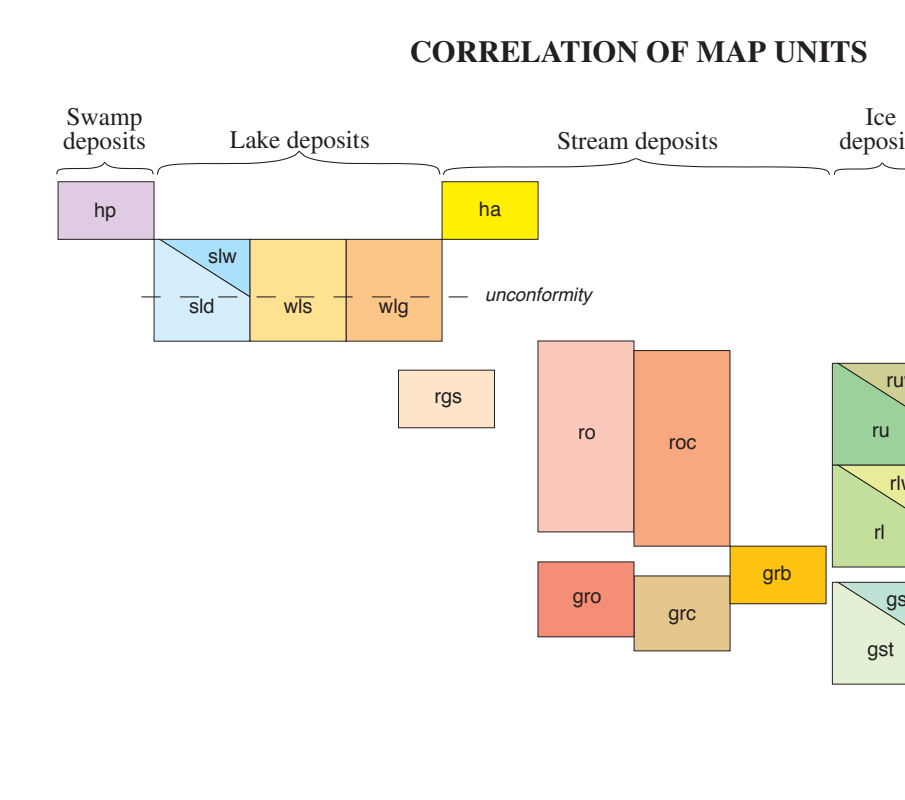 CORRELATION OF MAP UNITS
Swamp
deposits
Lake deposits
Stream deposits
Ice
hp
ha
slw
sld
wls
wlg
unconformity
rgs
ro
roc
ru
rl
gro
grc
grb
gst